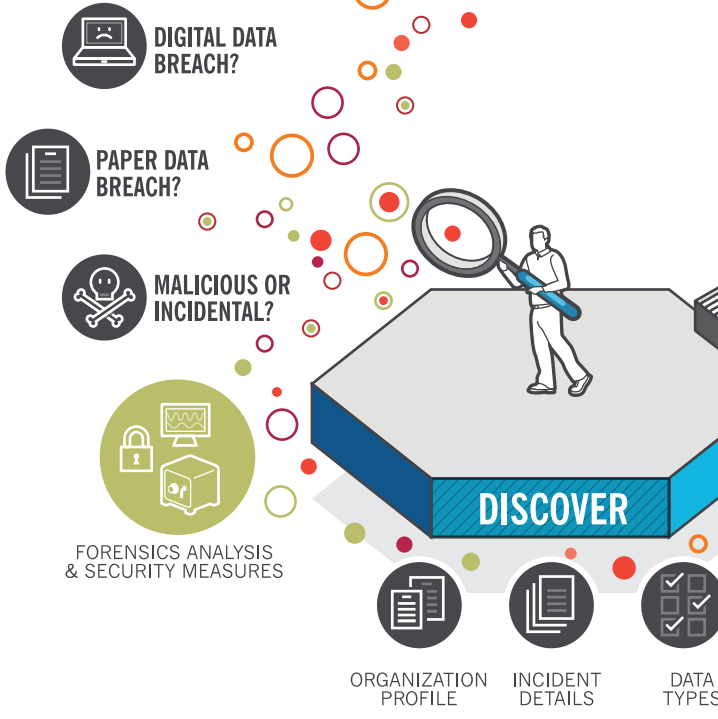 DIGITAL DATA
BREACH?
PAPER DATA
BREACH?
MALICIOUS OR
INCIDENTAL?
FORENSICS ANALYSIS
& SECURITY MEASURES
DISCOVER
ORGANIZATION
PROFILE
INCIDENT
DETAILS
DATA
TYPES